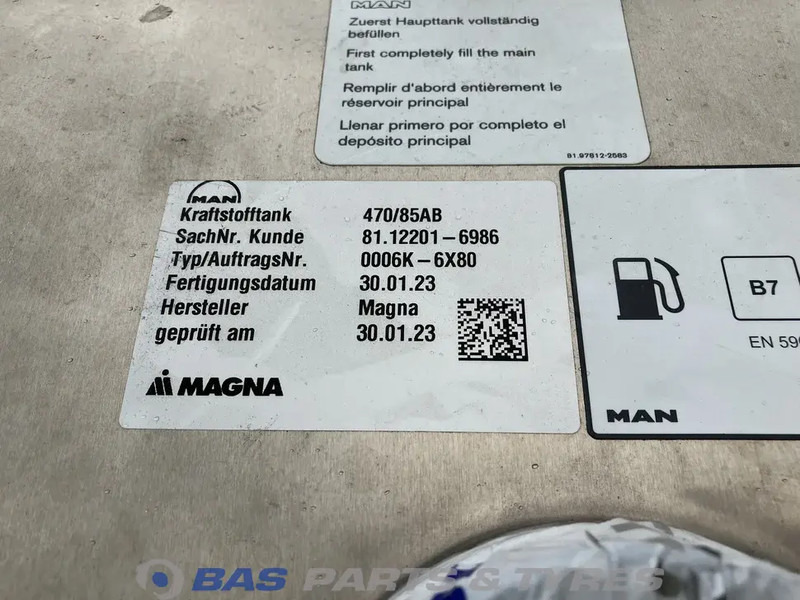 MAN
Zuerst Haupttank vollständig
befüllen
First completely fill the main
tank
Remplir d'abord entièrement le
réservoir principal
Llenar primero por completo el
depósito principal
81.97812-2583
MAN
Kraftstofftank 470/85AB
SachNr. Kunde 81.12201-6986
Typ/AuftragsNr. 0006K-6X80
Fertigungsdatum 30.01.23
Hersteller Magna
geprüft am 30.01.23
MAGNA
B7
EN 590
MAN
BAS PARTS & TYRES